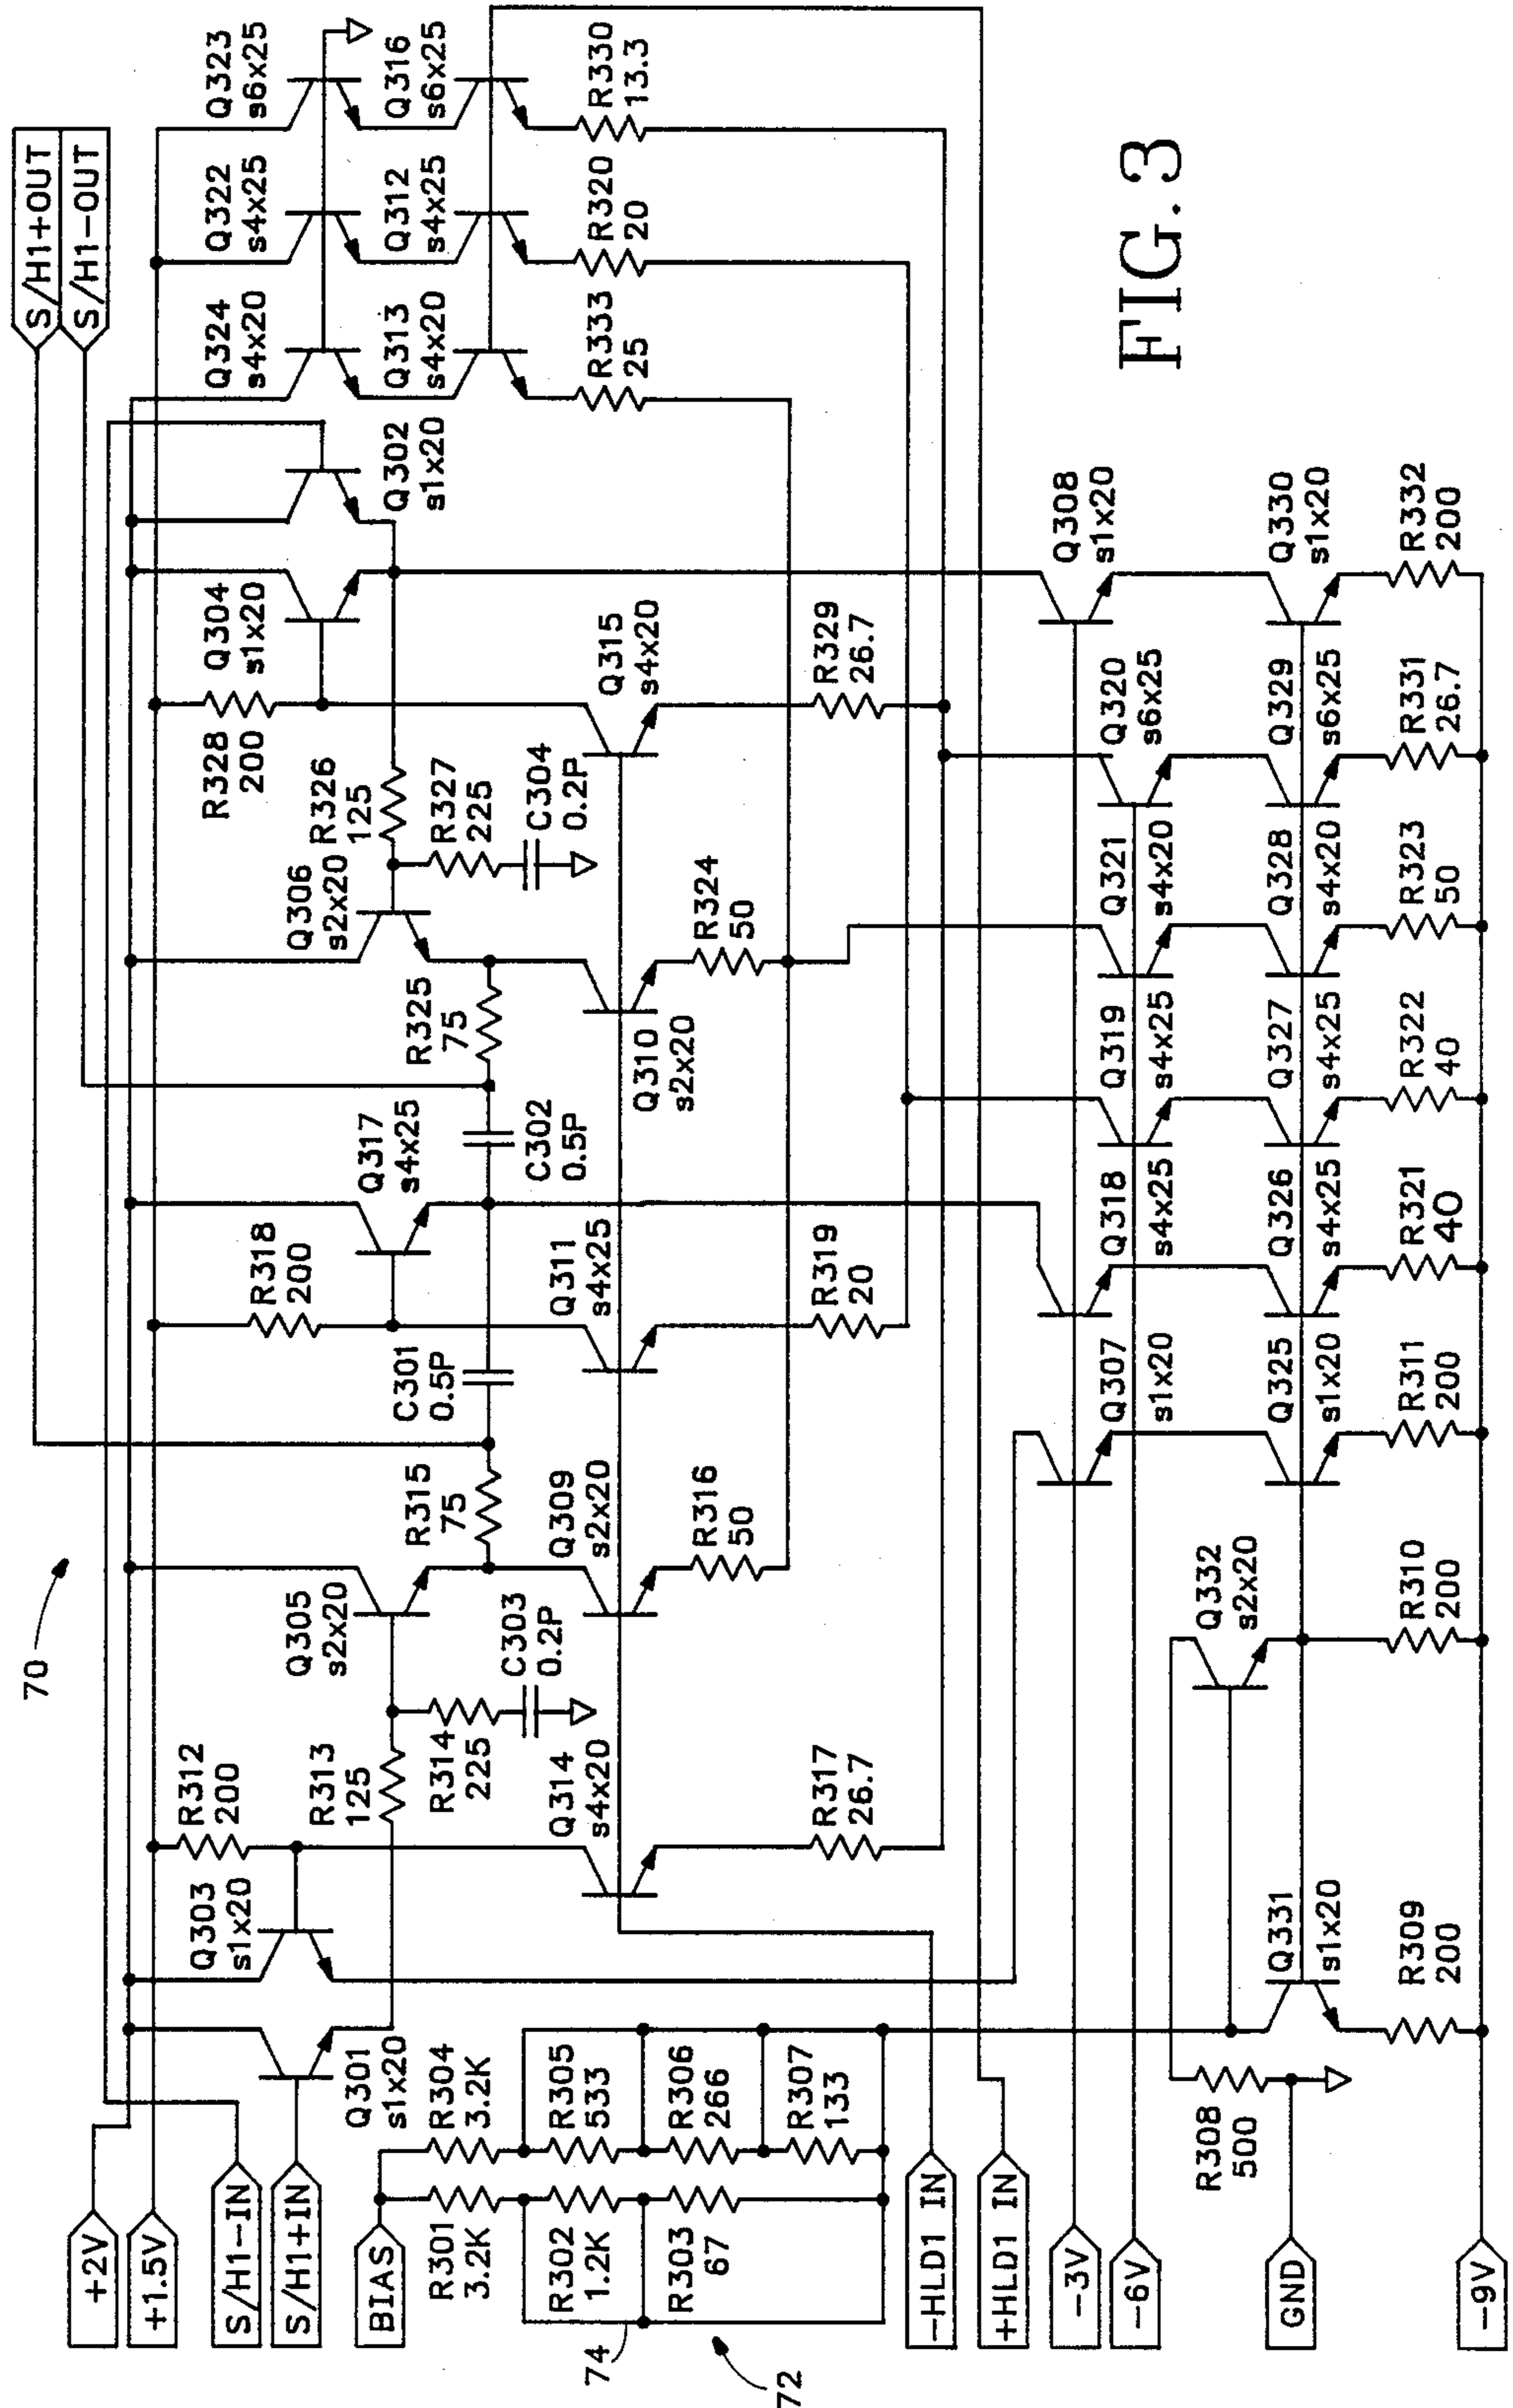 70
S/H1+OUT
S/H1-OUT
+2V
+1.5V
S/H1-IN
S/H1+IN
BIAS
-HLD1 IN
+HLD1 IN
-3V
-6V
GND
-9V
72
74
R301
3.2K
R302
1.2K
R303
67
R304
3.2K
R305
533
R306
266
R307
133
R308
500
Q301
s1x20
Q303
s1x20
R312
200
R313
125
R314
225
C303
0.2P
Q314
s4x20
R317
26.7
Q305
s2x20
R315
75
Q309
s2x20
R316
50
C301
0.5P
R318
200
Q317
s4x25
Q311
s4x25
R319
20
C302
0.5P
R325
75
Q306
s2x20
Q310
s2x20
R324
50
R326
125
R327
225
C304
0.2P
R328
200
Q304
s1x20
Q315
s4x20
R329
26.7
Q302
s1x20
Q324
s4x20
Q322
s4x25
Q323
s6x25
Q313
s4x20
Q312
s4x25
Q316
s6x25
R333
25
R320
20
R330
13.3
Q307
s1x20
Q318
s4x25
Q319
s4x25
Q321
s4x20
Q320
s6x25
Q308
s1x20
Q331
s1x20
Q332
s2x20
Q325
s1x20
Q326
s4x25
Q327
s4x25
Q328
s4x20
Q329
s6x25
Q330
s1x20
R309
200
R310
200
R311
200
R321
40
R322
40
R323
50
R331
26.7
R332
200
FIG.3